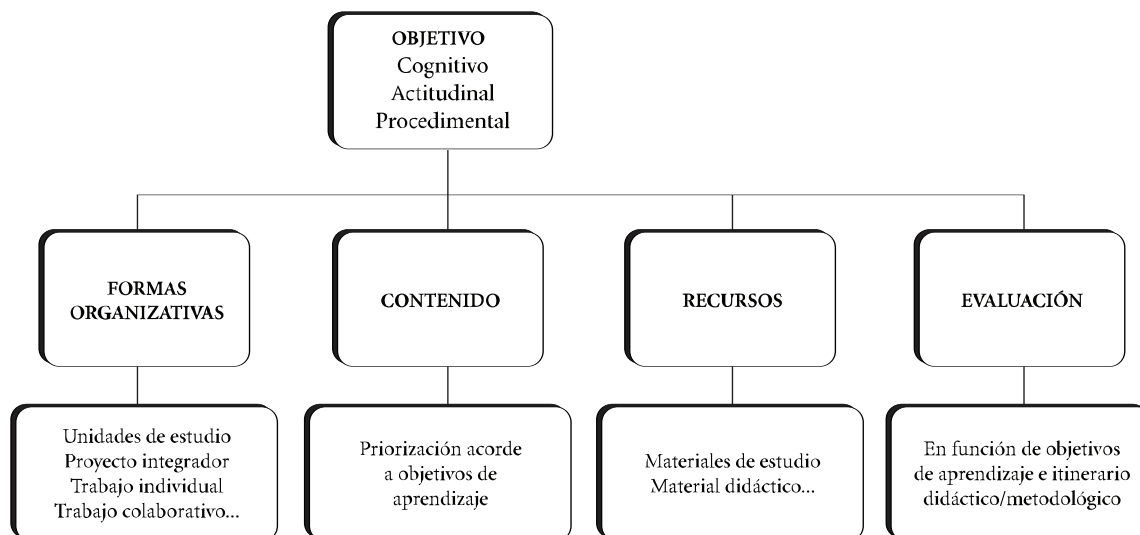 OBJETIVO
Cognitivo
Actitudinal
Procedimental
FORMAS
ORGANIZATIVAS
CONTENIDO
RECURSOS
EVALUACIÓN
Unidades de estudio
Proyecto integrador
Trabajo individual
Trabajo colaborativo...
Priorización acorde
a objetivos de
aprendizaje
Materiales de estudio
Material didáctico...
En función de objetivos
de aprendizaje e itinerario
didáctico/metodológico